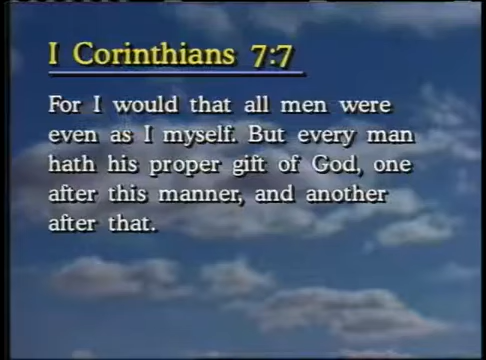 I Corinthians 7:7
For I would that all men were
even as I myself. But every man
hath his proper gift of God, one
after this manner, and another
after that.